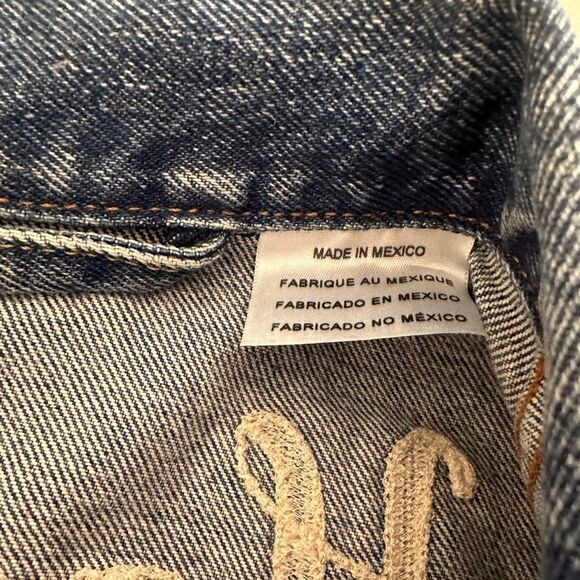 MADE IN MEXICO
FABRIQUE AU MEXIQUE
FABRICADO EN MEXICO
FABRICADO NO MÉXICO
H